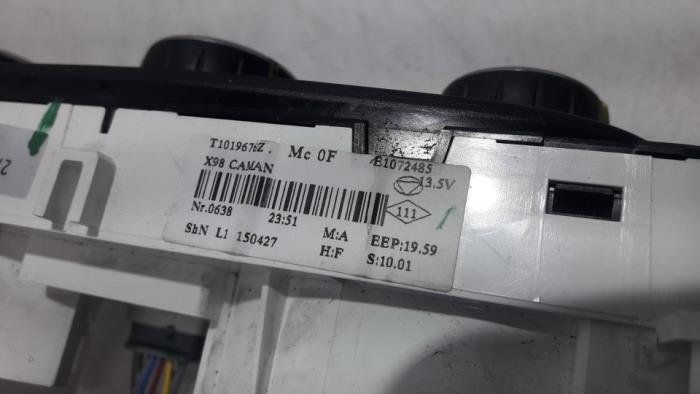 T1019676Z Mc 0F E1072485
X98 CAMAN 13.5V
111
Nr.0638 23:51 M:A EEP:19.59
ShN L1 150427 H:F S:10.01